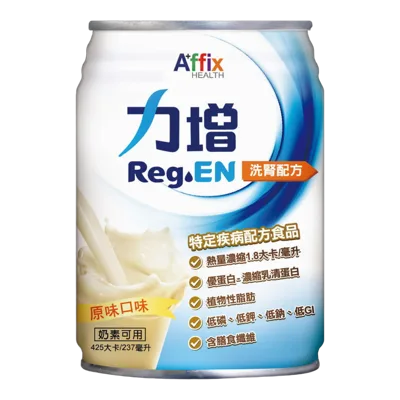 Affix
HEALTH
力增
Reg.EN
洗腎配方
特定疾病配方食品
熱量濃縮1.8大卡/毫升
優蛋白-濃縮乳清蛋白
植物性脂肪
低磷、低鉀、低鈉、低GI
含膳食纖維
原味口味
奶素可用
425大卡/237毫升